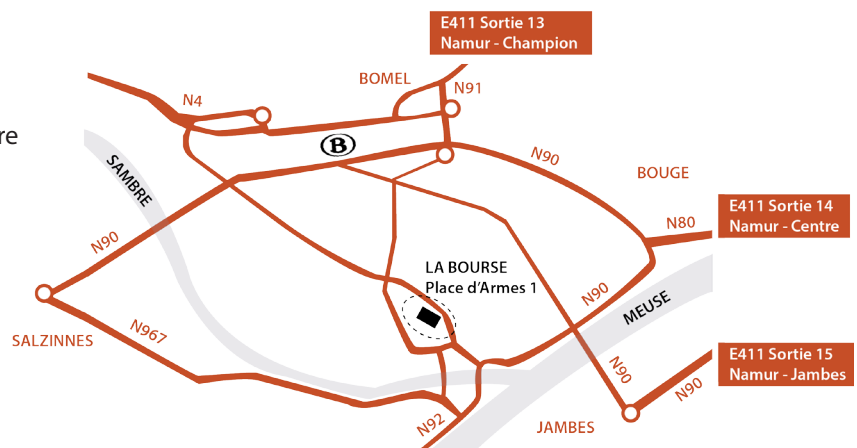 E411 Sortie 13
Namur - Champion
BOMEL
N91
N4
re
B
SAMBRE
N90
BOUGE
N80
E411 Sortie 14
Namur - Centre
N90
LA BOURSE
Place d'Armes 1
N90
MEUSE
SALZINNES
N967
N90
E411 Sortie 15
Namur - Jambes
N90
N92
JAMBES